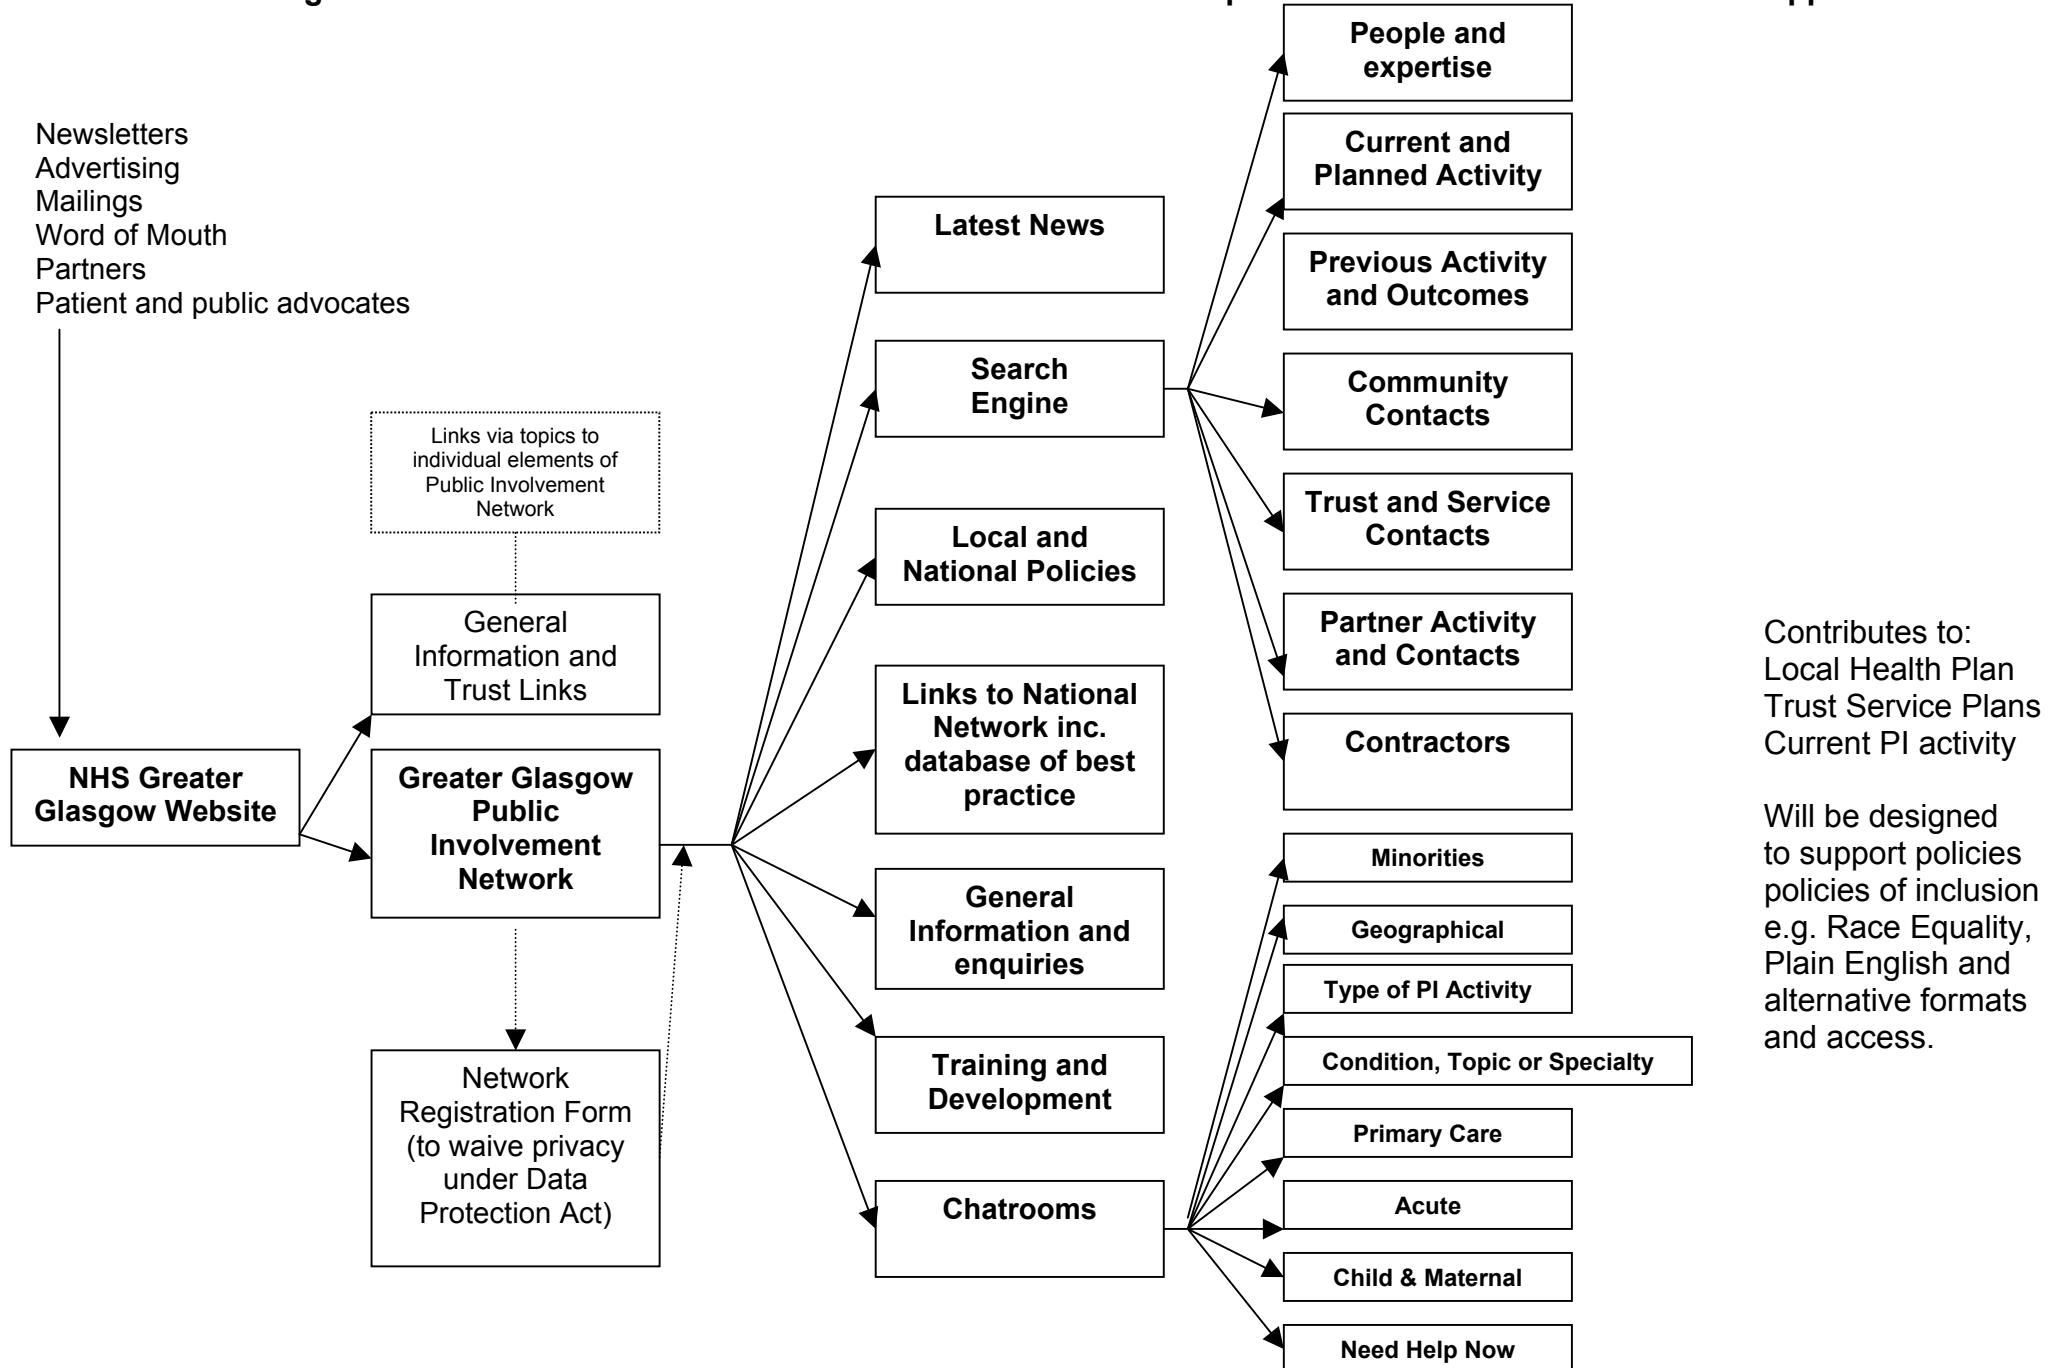 Newsletters
Advertising
Mailings
Word of Mouth
Partners
Patient and public advocates
NHS Greater
Glasgow Website
Links via topics to
individual elements of
Public Involvement
Network
General
Information and
Trust Links
Greater Glasgow
Public
Involvement
Network
Network
Registration Form
(to waive privacy
under Data
Protection Act)
Latest News
Search
Engine
Local and
National Policies
Links to National
Network inc.
database of best
practice
General
Information and
enquiries
Training and
Development
Chatrooms
People and
expertise
Current and
Planned Activity
Previous Activity
and Outcomes
Community
Contacts
Trust and Service
Contacts
Partner Activity
and Contacts
Contractors
Minorities
Geographical
Type of PI Activity
Condition, Topic or Specialty
Primary Care
Acute
Child & Maternal
Need Help Now
Contributes to:
Local Health Plan
Trust Service Plans
Current PI activity
Will be designed
to support policies
policies of inclusion
e.g. Race Equality,
Plain English and
alternative formats
and access.